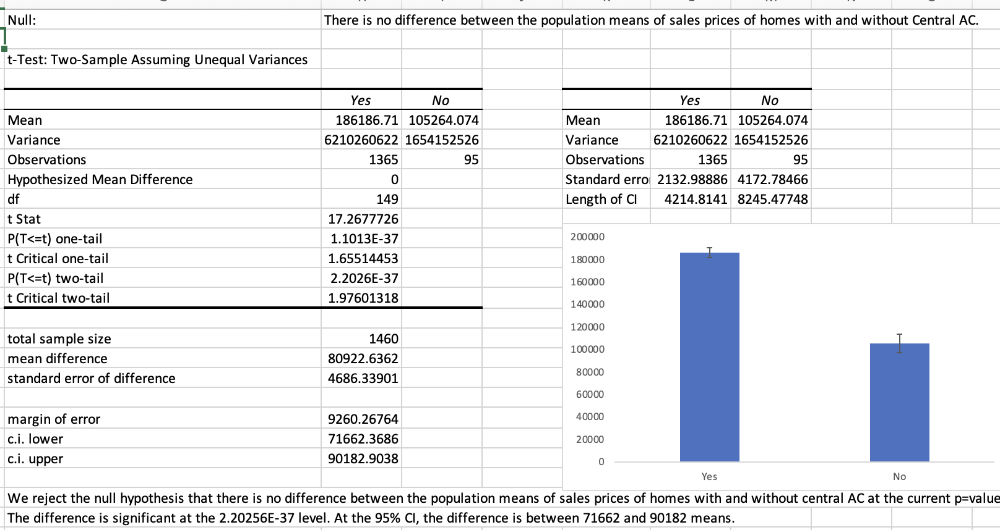 Null: There is no difference between the population means of sales prices of homes with and without Central AC.
t-Test: Two-Sample Assuming Unequal Variances
Yes No Yes No
Mean 186186.71 105264.074 Mean 186186.71 105264.074
Variance 6210260622 1654152526 Variance 6210260622 1654152526
Observations 1365 95 Observations 1365 95
Hypothesized Mean Difference 0 Standard erro 2132.98886 4172.78466
df 149 Length of CI 4214.8141 8245.47748
t Stat 17.2677726
P(T<=t) one-tail 1.1013E-37
t Critical one-tail 1.65514453
P(T<=t) two-tail 2.2026E-37
t Critical two-tail 1.97601318
total sample size 1460
mean difference 80922.6362
standard error of difference 4686.33901
margin of error 9260.26764
c.i. lower 71662.3686
c.i. upper 90182.9038
200000
180000
160000
140000
120000
100000
80000
60000
40000
20000
0
Yes No
We reject the null hypothesis that there is no difference between the population means of sales prices of homes with and without central AC at the current p=value
The difference is significant at the 2.20256E-37 level. At the 95% CI, the difference is between 71662 and 90182 means.